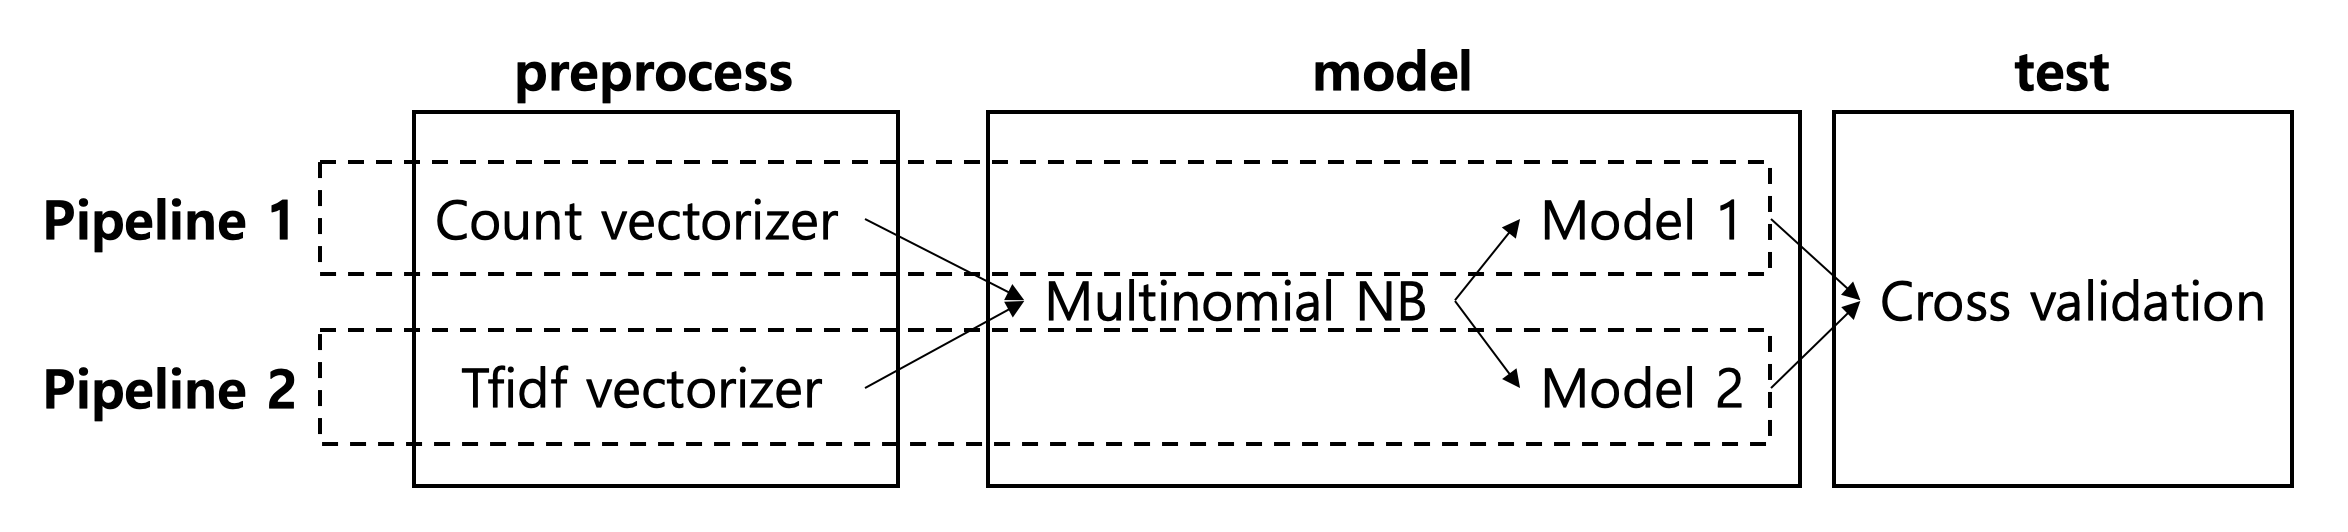 preprocess
model
test
Pipeline 1
Count vectorizer
Model 1
Multinomial NB
Cross validation
Pipeline 2
Tfidf vectorizer
Model 2